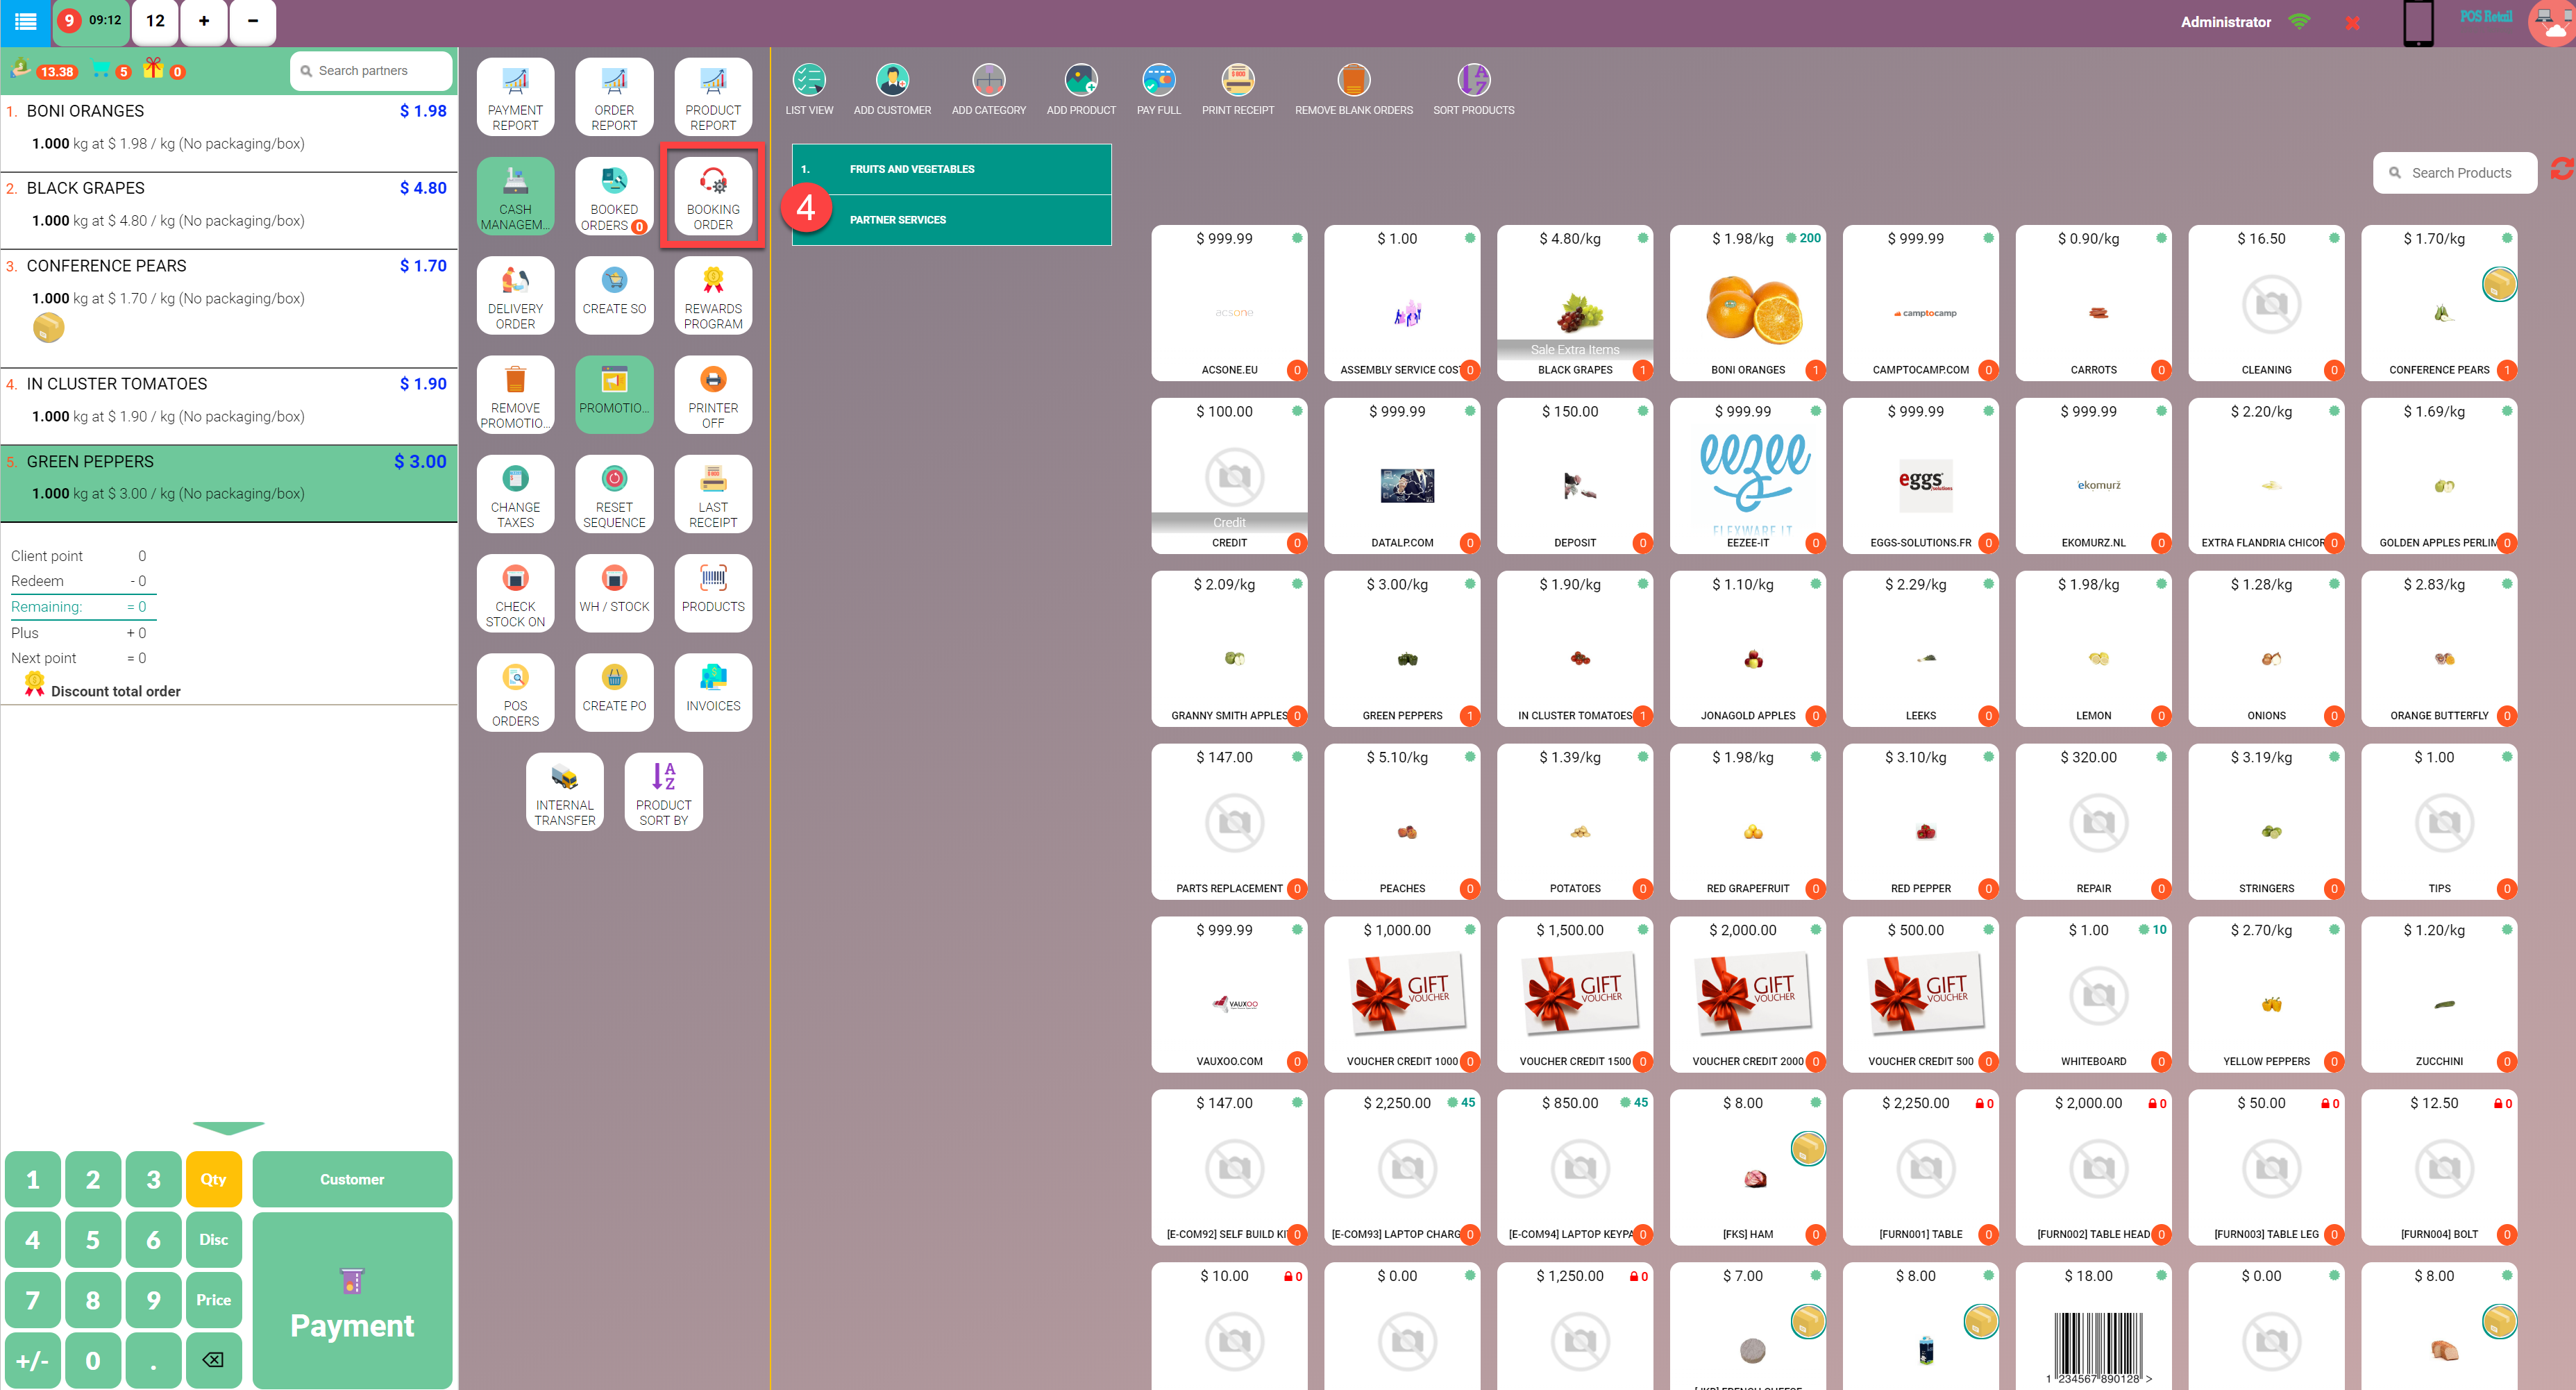 9 09:12 12 + -
Administrator
POS Retail
13.38 5 0 Search partners
1. BONI ORANGES $ 1.98
1.000 kg at $ 1.98 / kg (No packaging/box)
2. BLACK GRAPES $ 4.80
1.000 kg at $ 4.80 / kg (No packaging/box)
3. CONFERENCE PEARS $ 1.70
1.000 kg at $ 1.70 / kg (No packaging/box)
4. IN CLUSTER TOMATOES $ 1.90
1.000 kg at $ 1.90 / kg (No packaging/box)
5. GREEN PEPPERS $ 3.00
1.000 kg at $ 3.00 / kg (No packaging/box)
Client point 0
Redeem - 0
Remaining: = 0
Plus + 0
Next point = 0
Discount total order
1 2 3 Qty Customer
4 5 6 Disc
7 8 9 Price
Payment
+/- 0 .
PAYMENT REPORT
ORDER REPORT
PRODUCT REPORT
CASH MANAGEM...
BOOKED ORDERS 0
BOOKING ORDER
DELIVERY ORDER
CREATE SO
REWARDS PROGRAM
REMOVE PROMOTIO...
PROMOTIO...
PRINTER OFF
CHANGE TAXES
RESET SEQUENCE
LAST RECEIPT
CHECK STOCK ON
WH / STOCK
PRODUCTS
POS ORDERS
CREATE PO
INVOICES
INTERNAL TRANSFER
PRODUCT SORT BY
4
LIST VIEW ADD CUSTOMER ADD CATEGORY ADD PRODUCT PAY FULL PRINT RECEIPT REMOVE BLANK ORDERS SORT PRODUCTS
1. FRUITS AND VEGETABLES
PARTNER SERVICES
Search Products
$ 999.99 $ 1.00 $ 4.80/kg $ 1.98/kg 200 $ 999.99 $ 0.90/kg $ 16.50 $ 1.70/kg
acsone camptocamp
Sale Extra Items
ACSONE.EU 0 ASSEMBLY SERVICE COST 0 BLACK GRAPES 1 BONI ORANGES 1 CAMPTOCAMP.COM 0 CARROTS 0 CLEANING 0 CONFERENCE PEARS 1
$ 100.00 $ 999.99 $ 150.00 $ 999.99 $ 999.99 $ 999.99 $ 2.20/kg $ 1.69/kg
eezee eggs solutions ekomurz
Credit FLEXWARE IT
CREDIT 0 DATALP.COM 0 DEPOSIT 0 EEZEE-IT 0 EGGS-SOLUTIONS.FR 0 EKOMURZ.NL 0 EXTRA FLANDRIA CHICOR 0 GOLDEN APPLES PERLIM 0
$ 2.09/kg $ 3.00/kg $ 1.90/kg $ 1.10/kg $ 2.29/kg $ 1.98/kg $ 1.28/kg $ 2.83/kg
GRANNY SMITH APPLES 0 GREEN PEPPERS 1 IN CLUSTER TOMATOES 1 JONAGOLD APPLES 0 LEEKS 0 LEMON 0 ONIONS 0 ORANGE BUTTERFLY 0
$ 147.00 $ 5.10/kg $ 1.39/kg $ 1.98/kg $ 3.10/kg $ 320.00 $ 3.19/kg $ 1.00
PARTS REPLACEMENT 0 PEACHES 0 POTATOES 0 RED GRAPEFRUIT 0 RED PEPPER 0 REPAIR 0 STRINGERS 0 TIPS 0
$ 999.99 $ 1,000.00 $ 1,500.00 $ 2,000.00 $ 500.00 $ 1.00 10 $ 2.70/kg $ 1.20/kg
VAUXOO GIFT VOUCHER GIFT VOUCHER GIFT VOUCHER GIFT VOUCHER
VAUXOO.COM 0 VOUCHER CREDIT 1000 0 VOUCHER CREDIT 1500 0 VOUCHER CREDIT 2000 0 VOUCHER CREDIT 500 0 WHITEBOARD 0 YELLOW PEPPERS 0 ZUCCHINI 0
$ 147.00 $ 2,250.00 45 $ 850.00 45 $ 8.00 $ 2,250.00 0 $ 2,000.00 0 $ 50.00 0 $ 12.50 0
[E-COM92] SELF BUILD KI 0 [E-COM93] LAPTOP CHARG 0 [E-COM94] LAPTOP KEYPA 0 [FKS] HAM 0 [FURN001] TABLE 0 [FURN002] TABLE HEAD 0 [FURN003] TABLE LEG 0 [FURN004] BOLT 0
$ 10.00 0 $ 0.00 $ 1,250.00 0 $ 7.00 $ 8.00 $ 18.00 $ 0.00 $ 8.00
1 234567 890128 >